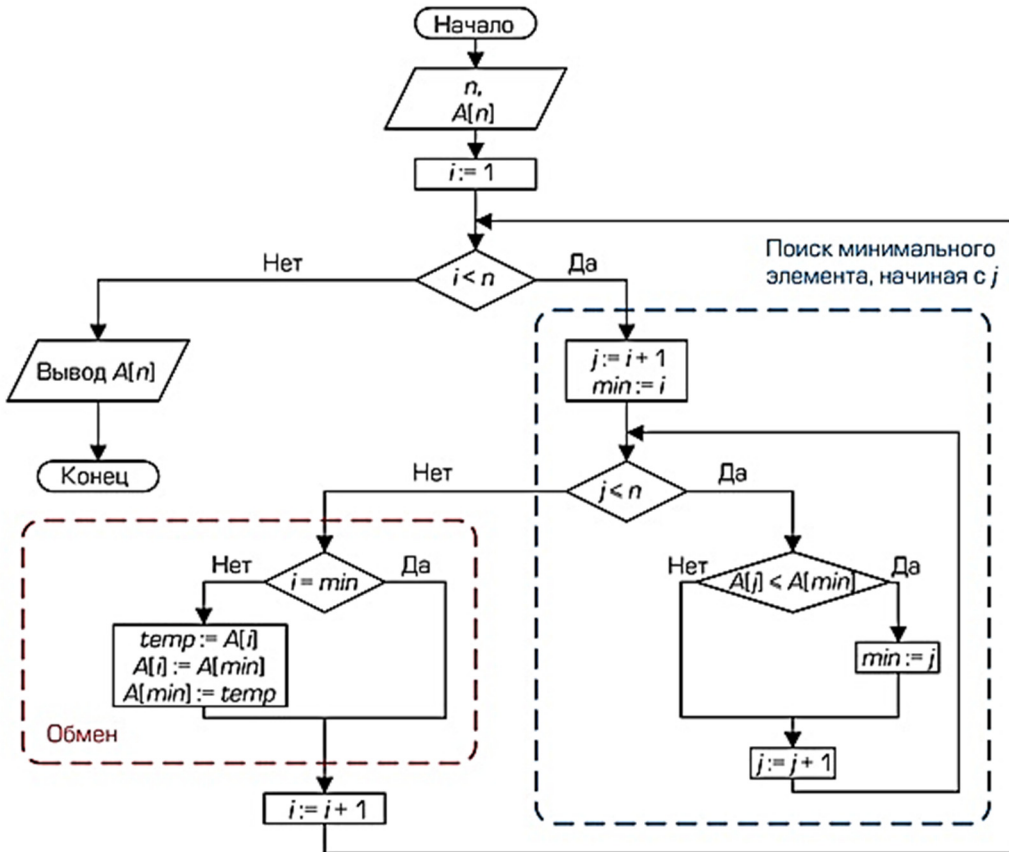 Начало
n,
A[n]
i := 1
Нет
i < n
Да
Поиск минимального
элемента, начиная с j
Вывод A[n]
j := i + 1
min := i
Конец
Нет
j ⩽ n
Да
Нет
i = min
Да
Нет
A[j] < A[min]
Да
temp := A[i]
A[i] := A[min]
A[min] := temp
min := j
Обмен
j := j + 1
i := i + 1